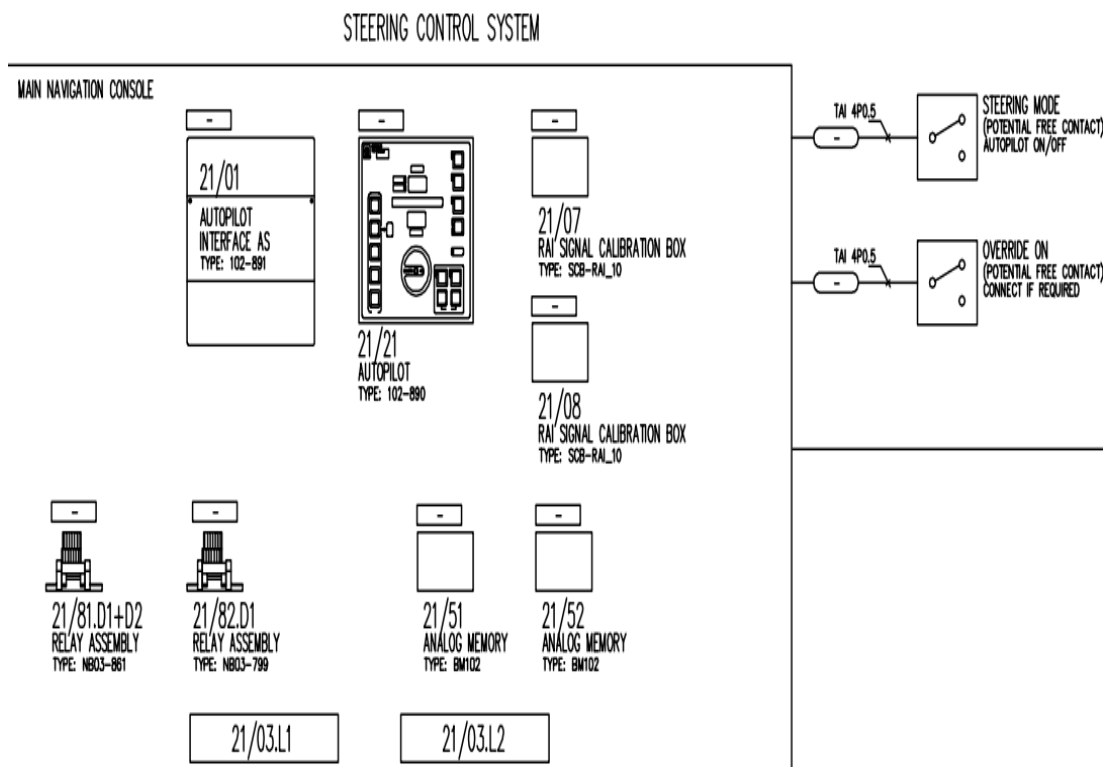 STEERING CONTROL SYSTEM
MAIN NAVIGATION CONSOLE
21/01
AUTOPILOT
INTERFACE AS
TYPE: 102-891
21/21
AUTOPILOT
TYPE: 102-890
21/07
RAI SIGNAL CALIBRATION BOX
TYPE: SCB-RAI_10
21/08
RAI SIGNAL CALIBRATION BOX
TYPE: SCB-RAI_10
TAI 4P0.5
STEERING MODE
(POTENTIAL FREE CONTACT)
AUTOPILOT ON/OFF
TAI 4P0.5
OVERRIDE ON
(POTENTIAL FREE CONTACT)
CONNECT IF REQUIRED
21/81.D1+D2
RELAY ASSEMBLY
TYPE: NB03-861
21/82.D1
RELAY ASSEMBLY
TYPE: NB03-799
21/51
ANALOG MEMORY
TYPE: BM102
21/52
ANALOG MEMORY
TYPE: BM102
21/03.L1
21/03.L2